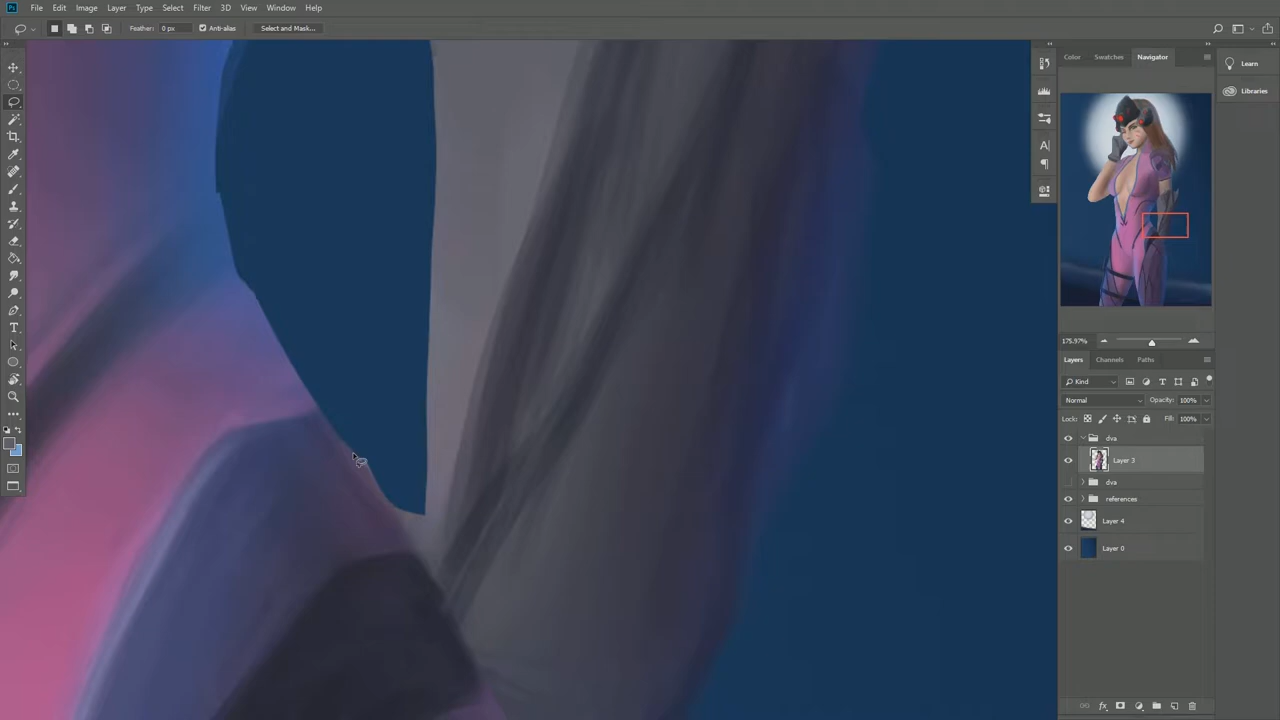 Ps File Edit Image Layer Type Select Filter 3D View Window Help
Feather: 0 px Anti-alias Select and Mask...
Color Swatches Navigator
Learn
Libraries
175.97%
Layers Channels Paths
Kind
Normal Opacity: 100%
Lock: Fill: 100%
dva
Layer 3
dva
references
Layer 4
Layer 0